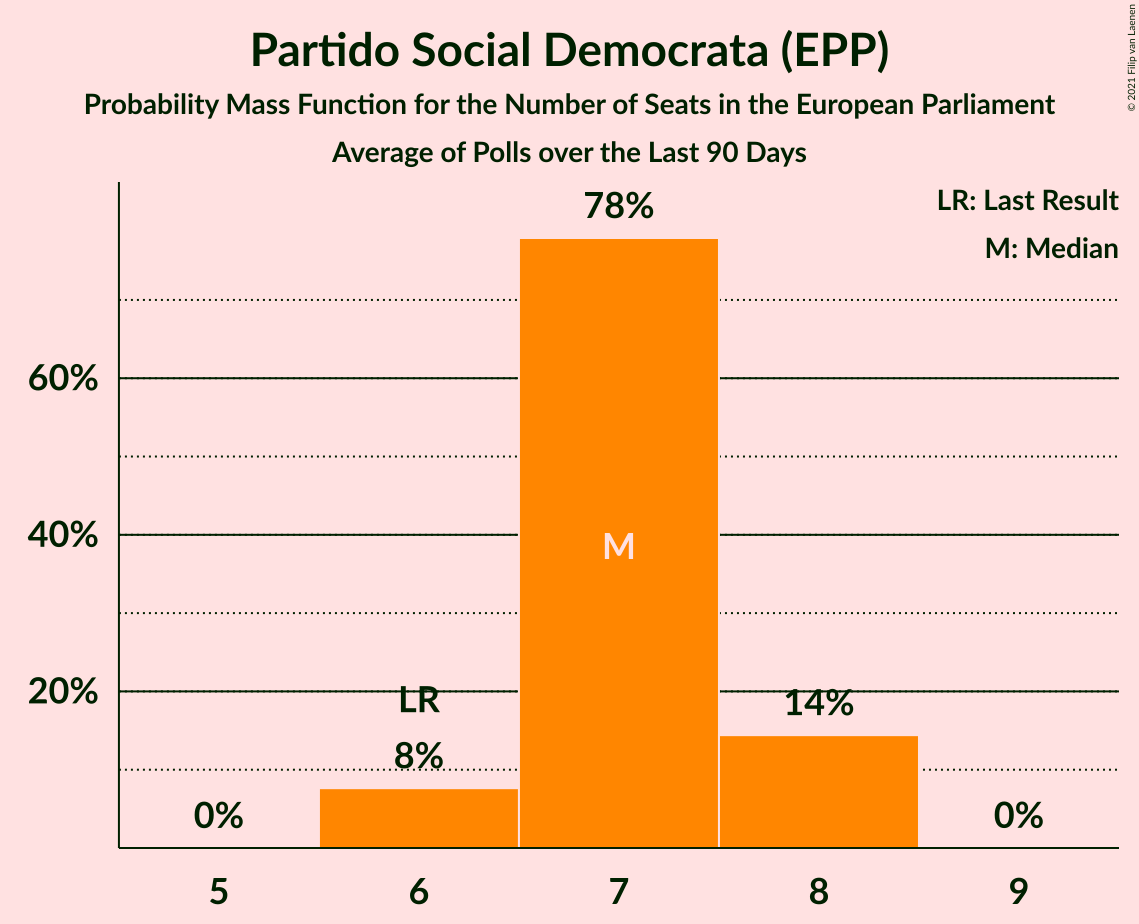 Partido Social Democrata (EPP)
Probability Mass Function for the Number of Seats in the European Parliament
Average of Polls over the Last 90 Days
© 2021 Filip van Laenen
LR: Last Result
M: Median
78%
60%
40%
20%
M
LR
8%
14%
0%
0%
5
6
7
8
9